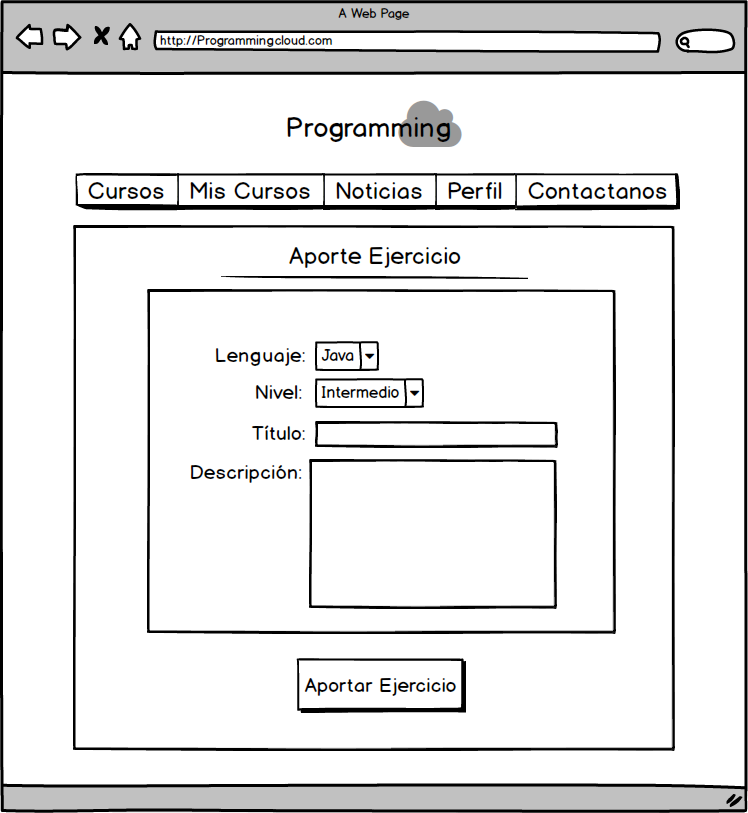 A Web Page
http://Programmingcloud.com
Programming
Cursos Mis Cursos Noticias Perfil Contactanos
Aporte Ejercicio
Lenguaje: Java
Nivel: Intermedio
Título:
Descripción:
Aportar Ejercicio